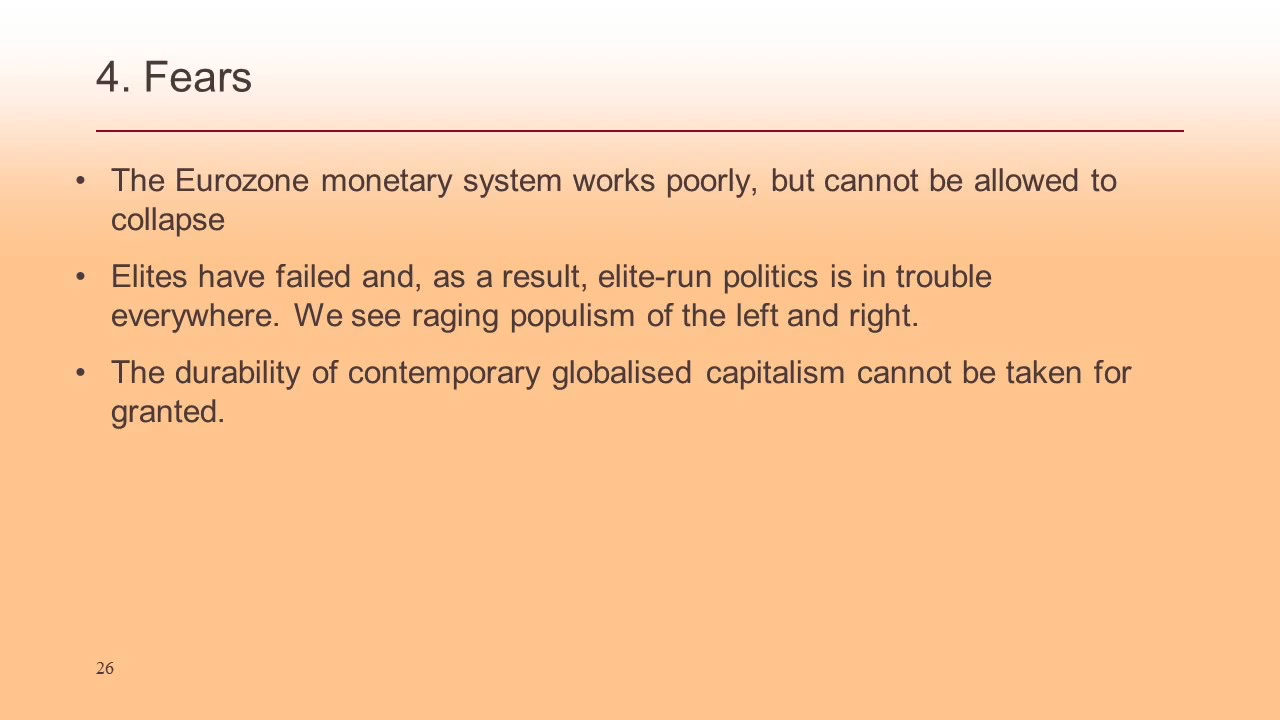 4. Fears
• The Eurozone monetary system works poorly, but cannot be allowed to
collapse
• Elites have failed and, as a result, elite-run politics is in trouble
everywhere. We see raging populism of the left and right.
• The durability of contemporary globalised capitalism cannot be taken for
granted.
26